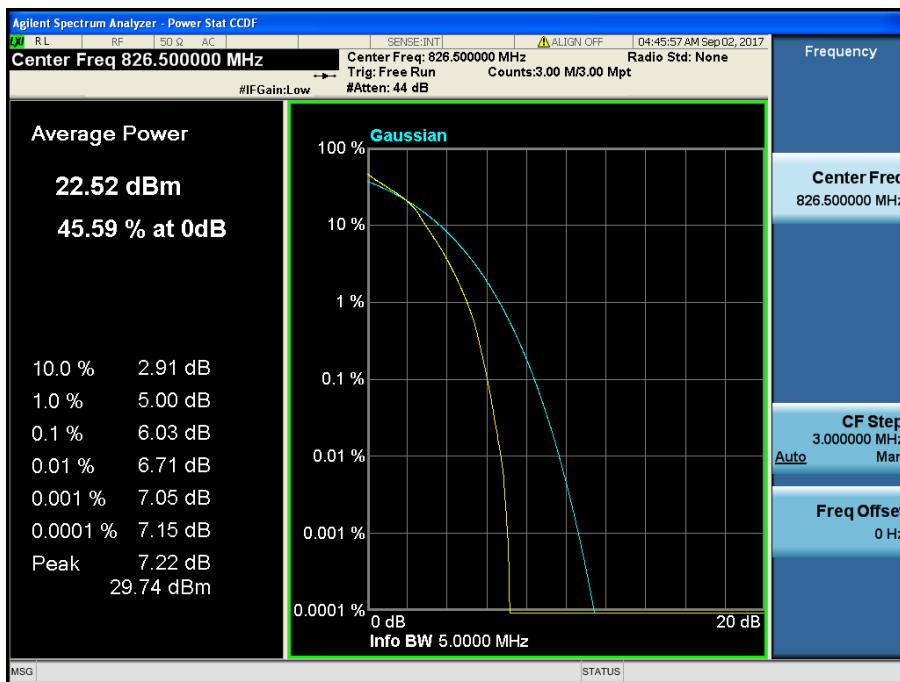 Agilent Spectrum Analyzer - Power Stat CCDF
LXI RL RF 50 Ω AC SENSE:INT ALIGN OFF 04:45:57 AM Sep 02, 2017
Center Freq 826.500000 MHz
#IFGain:Low
Center Freq: 826.500000 MHz Radio Std: None
Trig: Free Run Counts:3.00 M/3.00 Mpt
#Atten: 44 dB
Average Power
22.52 dBm
45.59 % at 0dB
10.0 % 2.91 dB
1.0 % 5.00 dB
0.1 % 6.03 dB
0.01 % 6.71 dB
0.001 % 7.05 dB
0.0001 % 7.15 dB
Peak 7.22 dB
29.74 dBm
Gaussian
100 %
10 %
1 %
0.1 %
0.01 %
0.001 %
0.0001 %
0 dB 20 dB
Info BW 5.0000 MHz
Frequency
Center Freq
826.500000 MHz
CF Step
3.000000 MHz
Auto Man
Freq Offset
0 Hz
MSG STATUS